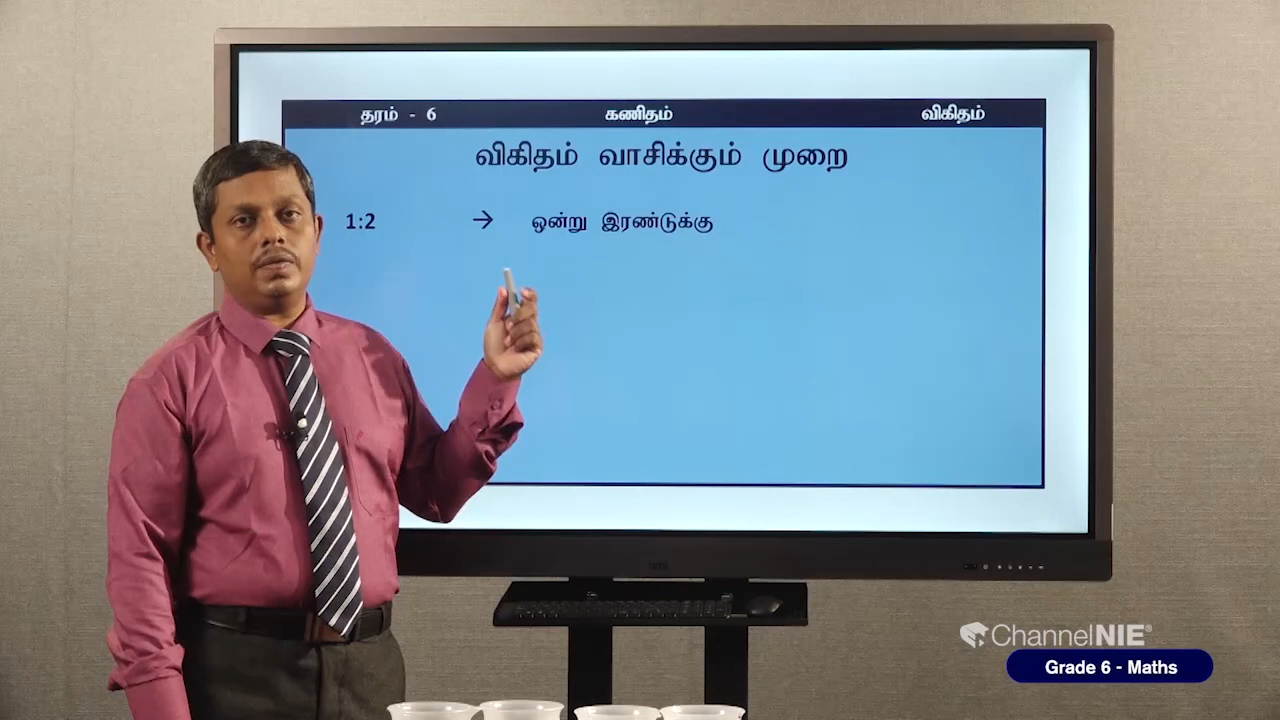 தரம் - 6 கணிதம் விகிதம்
விகிதம் வாசிக்கும் முறை
1:2 → ஒன்று இரண்டுக்கு
ChannelNIE®
Grade 6 - Maths